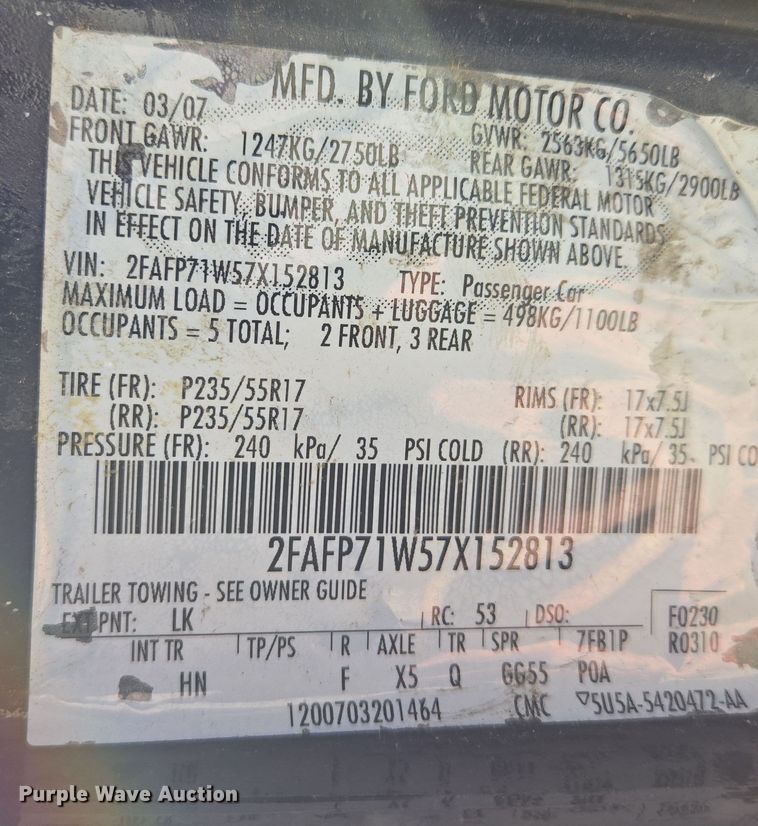 MFD. BY FORD MOTOR CO.
DATE: 03/07 GVWR: 2563KG/5650LB
FRONT GAWR: 1247KG/2750LB REAR GAWR: 1315KG/2900LB
THIS VEHICLE CONFORMS TO ALL APPLICABLE FEDERAL MOTOR
VEHICLE SAFETY, BUMPER, AND THEFT PREVENTION STANDARDS
IN EFFECT ON THE DATE OF MANUFACTURE SHOWN ABOVE.
VIN: 2FAFP71W57X152813 TYPE: Passenger Car
MAXIMUM LOAD = OCCUPANTS + LUGGAGE = 498KG/1100LB
OCCUPANTS = 5 TOTAL; 2 FRONT, 3 REAR
TIRE (FR): P235/55R17 RIMS (FR): 17x7.5J
(RR): P235/55R17 (RR): 17x7.5J
PRESSURE (FR): 240 kPa/ 35 PSI COLD (RR): 240 kPa/ 35 PSI CO
2FAFP71W57X152813
TRAILER TOWING - SEE OWNER GUIDE
EXT PNT: LK RC: 53 DSO: F0230
INT TR TP/PS R AXLE TR SPR 7FB1P R0310
HN F X5 Q GG55 POA
1200703201464 CMC ▽5U5A-5420472-AA
Purple Wave Auction